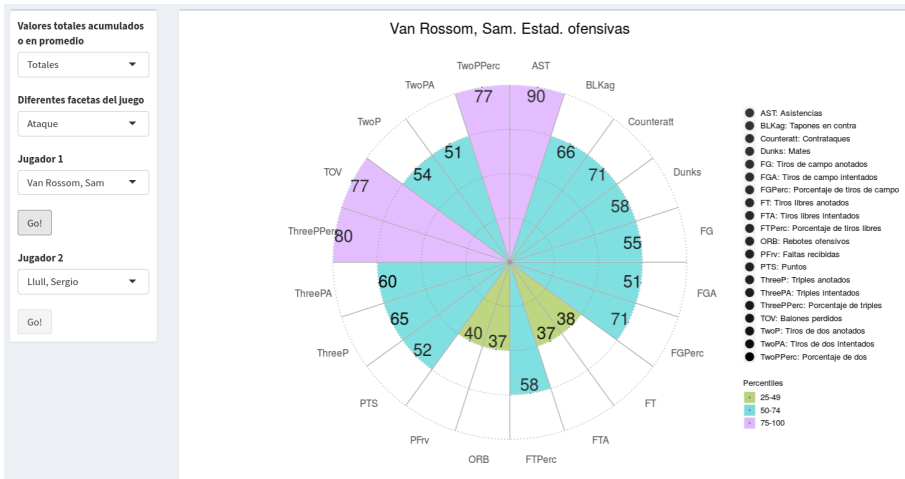 Valores totales acumulados
o en promedio
Totales
Diferentes facetas del juego
Ataque
Jugador 1
Van Rossom, Sam
Go!
Jugador 2
Llull, Sergio
Go!
Van Rossom, Sam. Estad. ofensivas
TwoPPerc
AST
TwoPA
BLKag
TwoP
Counteratt
TOV
Dunks
ThreePPerc
FG
ThreePA
FGA
ThreeP
FGPerc
PTS
FT
PFrv
FTA
ORB
FTPerc
77
90
51
66
54
71
77
58
80
55
60
51
65
71
52
40
37
37
38
58
AST: Asistencias
BLKag: Tapones en contra
Counteratt: Contrataques
Dunks: Mates
FG: Tiros de campo anotados
FGA: Tiros de campo intentados
FGPerc: Porcentaje de tiros de campo
FT: Tiros libres anotados
FTA: Tiros libres intentados
FTPerc: Porcentaje de tiros libres
ORB: Rebotes ofensivos
PFrv: Faltas recibidas
PTS: Puntos
ThreeP: Triples anotados
ThreePA: Triples intentados
ThreePPerc: Porcentaje de triples
TOV: Balones perdidos
TwoP: Tiros de dos anotados
TwoPA: Tiros de dos intentados
TwoPPerc: Porcentaje de dos
Percentiles
25-49
50-74
75-100